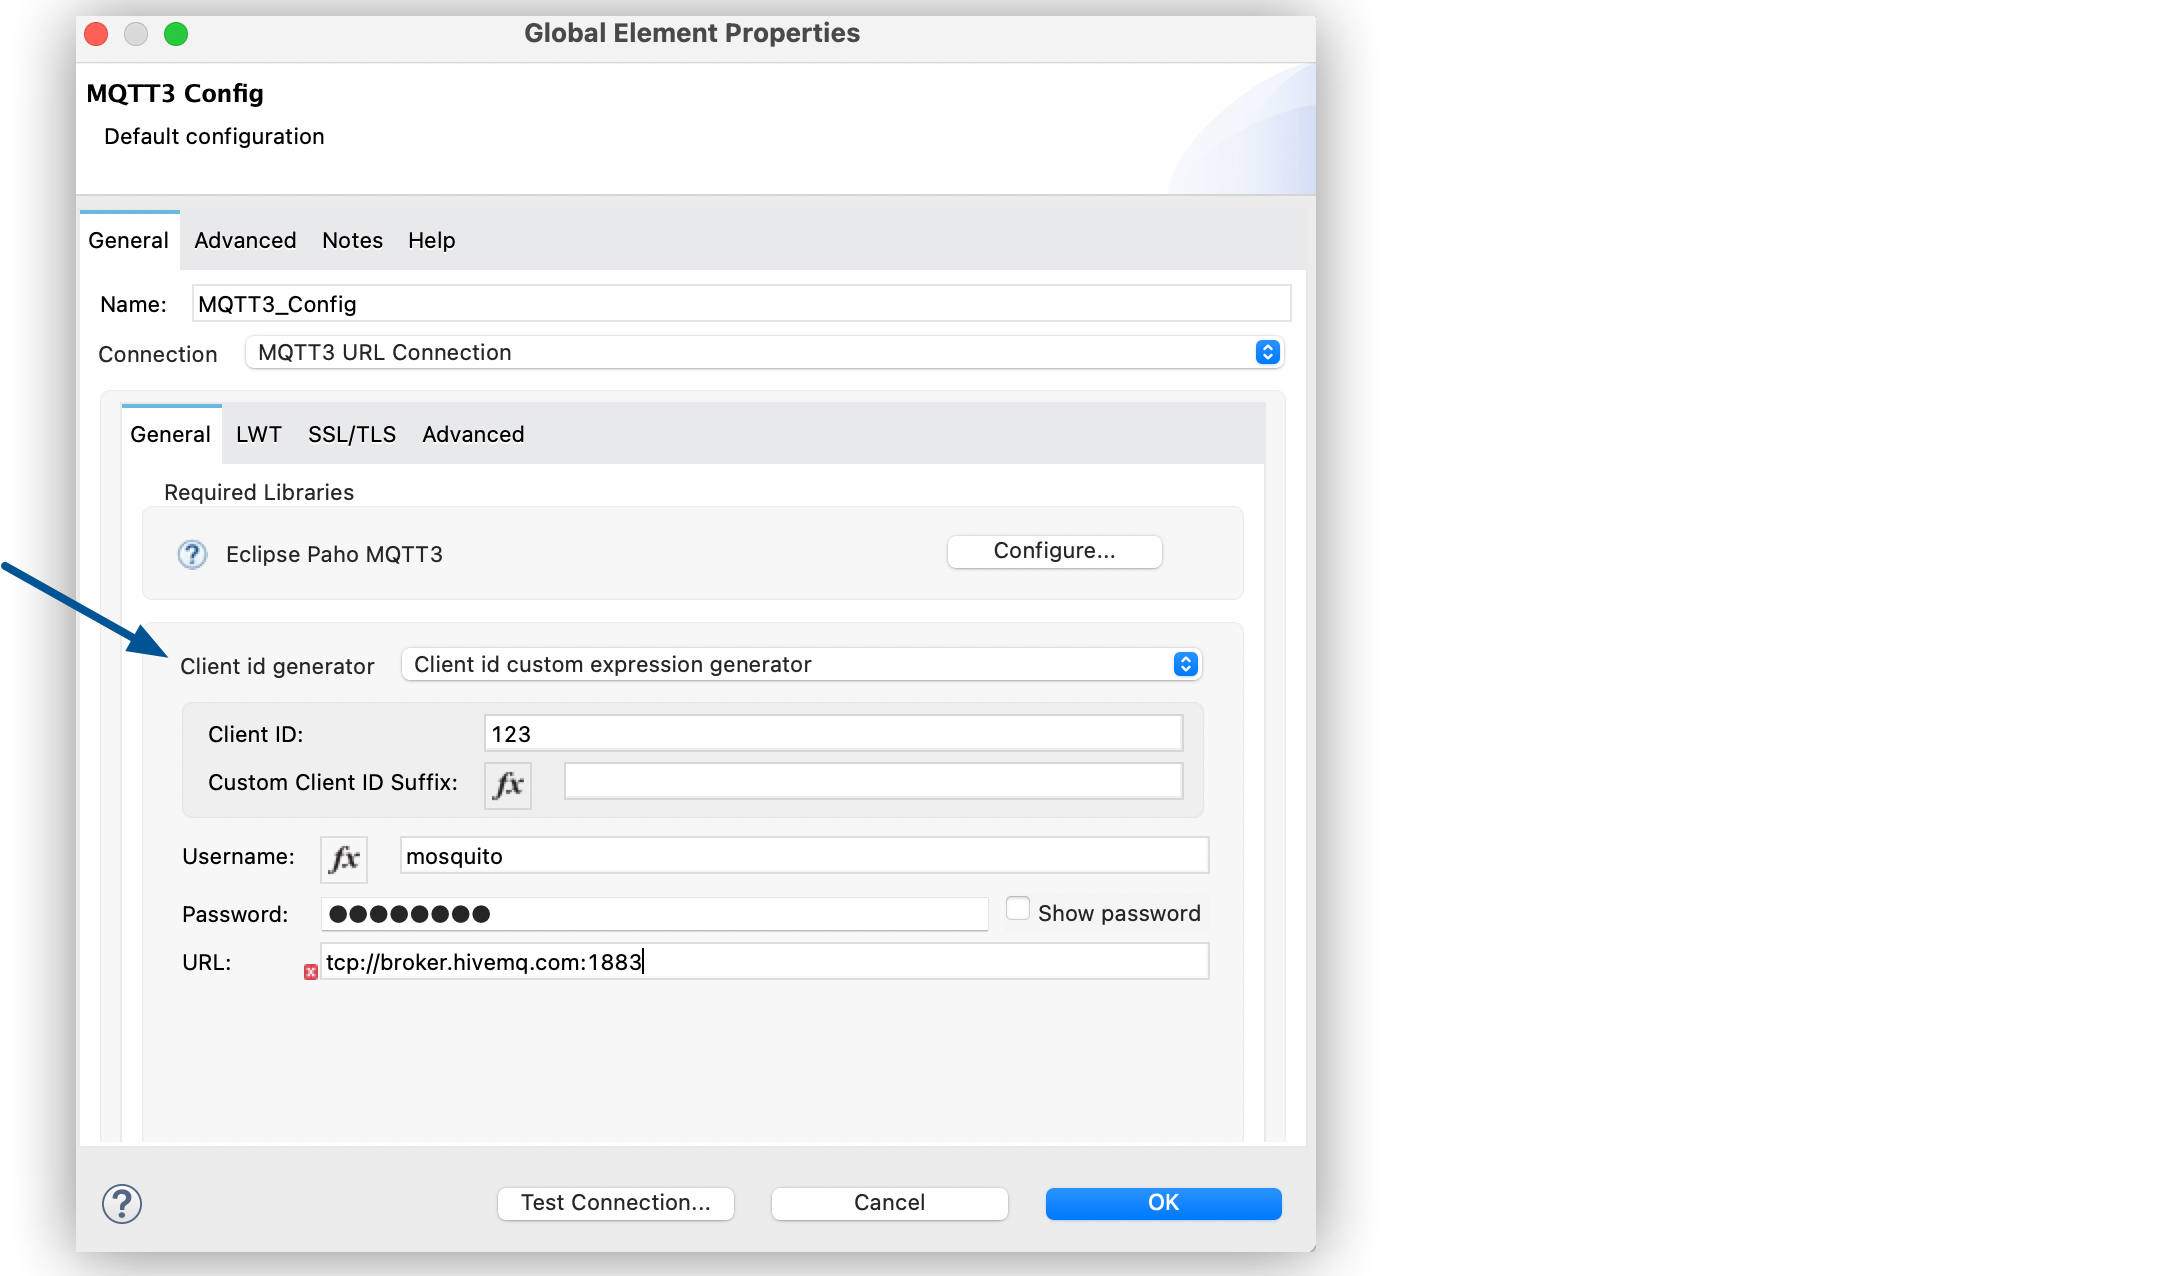 Global Element Properties
MQTT3 Config
Default configuration
General Advanced Notes Help
Name: MQTT3_Config
Connection MQTT3 URL Connection
General LWT SSL/TLS Advanced
Required Libraries
? Eclipse Paho MQTT3 Configure...
Client id generator Client id custom expression generator
Client ID: 123
Custom Client ID Suffix: fx
Username: fx mosquito
Password: ●●●●●●●● Show password
URL: tcp://broker.hivemq.com:1883
? Test Connection... Cancel OK